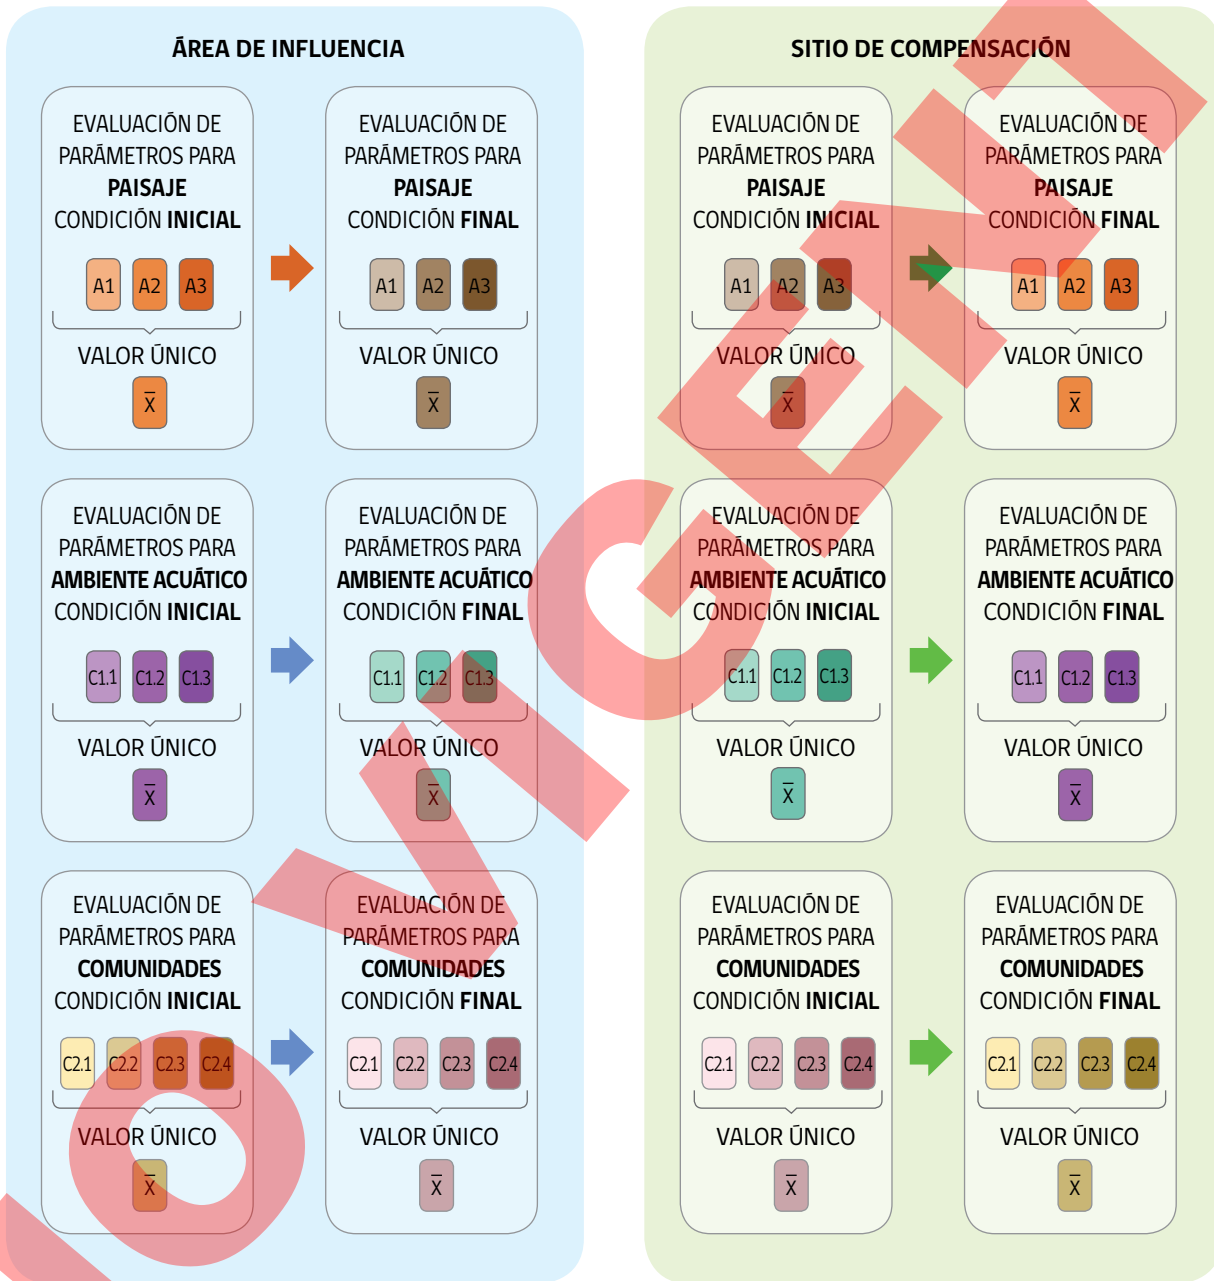 ÁREA DE INFLUENCIA
EVALUACIÓN DE
PARÁMETROS PARA
PAISAJE
CONDICIÓN INICIAL
A1 A2 A3
VALOR ÚNICO
X̅
EVALUACIÓN DE
PARÁMETROS PARA
PAISAJE
CONDICIÓN FINAL
A1 A2 A3
VALOR ÚNICO
X̅
EVALUACIÓN DE
PARÁMETROS PARA
AMBIENTE ACUÁTICO
CONDICIÓN INICIAL
C1.1 C1.2 C1.3
VALOR ÚNICO
X̅
EVALUACIÓN DE
PARÁMETROS PARA
AMBIENTE ACUÁTICO
CONDICIÓN FINAL
C1.1 C1.2 C1.3
VALOR ÚNICO
X̅
EVALUACIÓN DE
PARÁMETROS PARA
COMUNIDADES
CONDICIÓN INICIAL
C2.1 C2.2 C2.3 C2.4
VALOR ÚNICO
X̅
EVALUACIÓN DE
PARÁMETROS PARA
COMUNIDADES
CONDICIÓN FINAL
C2.1 C2.2 C2.3 C2.4
VALOR ÚNICO
X̅
SITIO DE COMPENSACIÓN
EVALUACIÓN DE
PARÁMETROS PARA
PAISAJE
CONDICIÓN INICIAL
A1 A2 A3
VALOR ÚNICO
X̅
EVALUACIÓN DE
PARÁMETROS PARA
PAISAJE
CONDICIÓN FINAL
A1 A2 A3
VALOR ÚNICO
X̅
EVALUACIÓN DE
PARÁMETROS PARA
AMBIENTE ACUÁTICO
CONDICIÓN INICIAL
C1.1 C1.2 C1.3
VALOR ÚNICO
X̅
EVALUACIÓN DE
PARÁMETROS PARA
AMBIENTE ACUÁTICO
CONDICIÓN FINAL
C1.1 C1.2 C1.3
VALOR ÚNICO
X̅
EVALUACIÓN DE
PARÁMETROS PARA
COMUNIDADES
CONDICIÓN INICIAL
C2.1 C2.2 C2.3 C2.4
VALOR ÚNICO
X̅
EVALUACIÓN DE
PARÁMETROS PARA
COMUNIDADES
CONDICIÓN FINAL
C2.1 C2.2 C2.3 C2.4
VALOR ÚNICO
X̅
O VIGENT